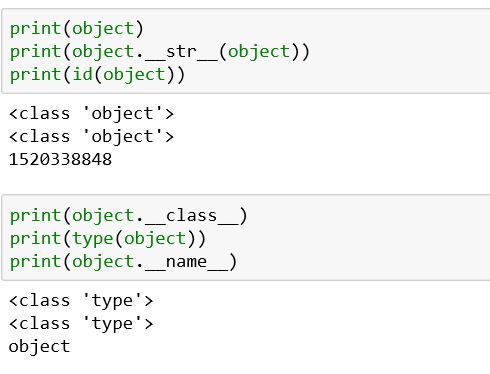 print(object)
print(object.__str__(object))
print(id(object))
<class 'object'>
<class 'object'>
1520338848
print(object.__class__)
print(type(object))
print(object.__name__)
<class 'type'>
<class 'type'>
object